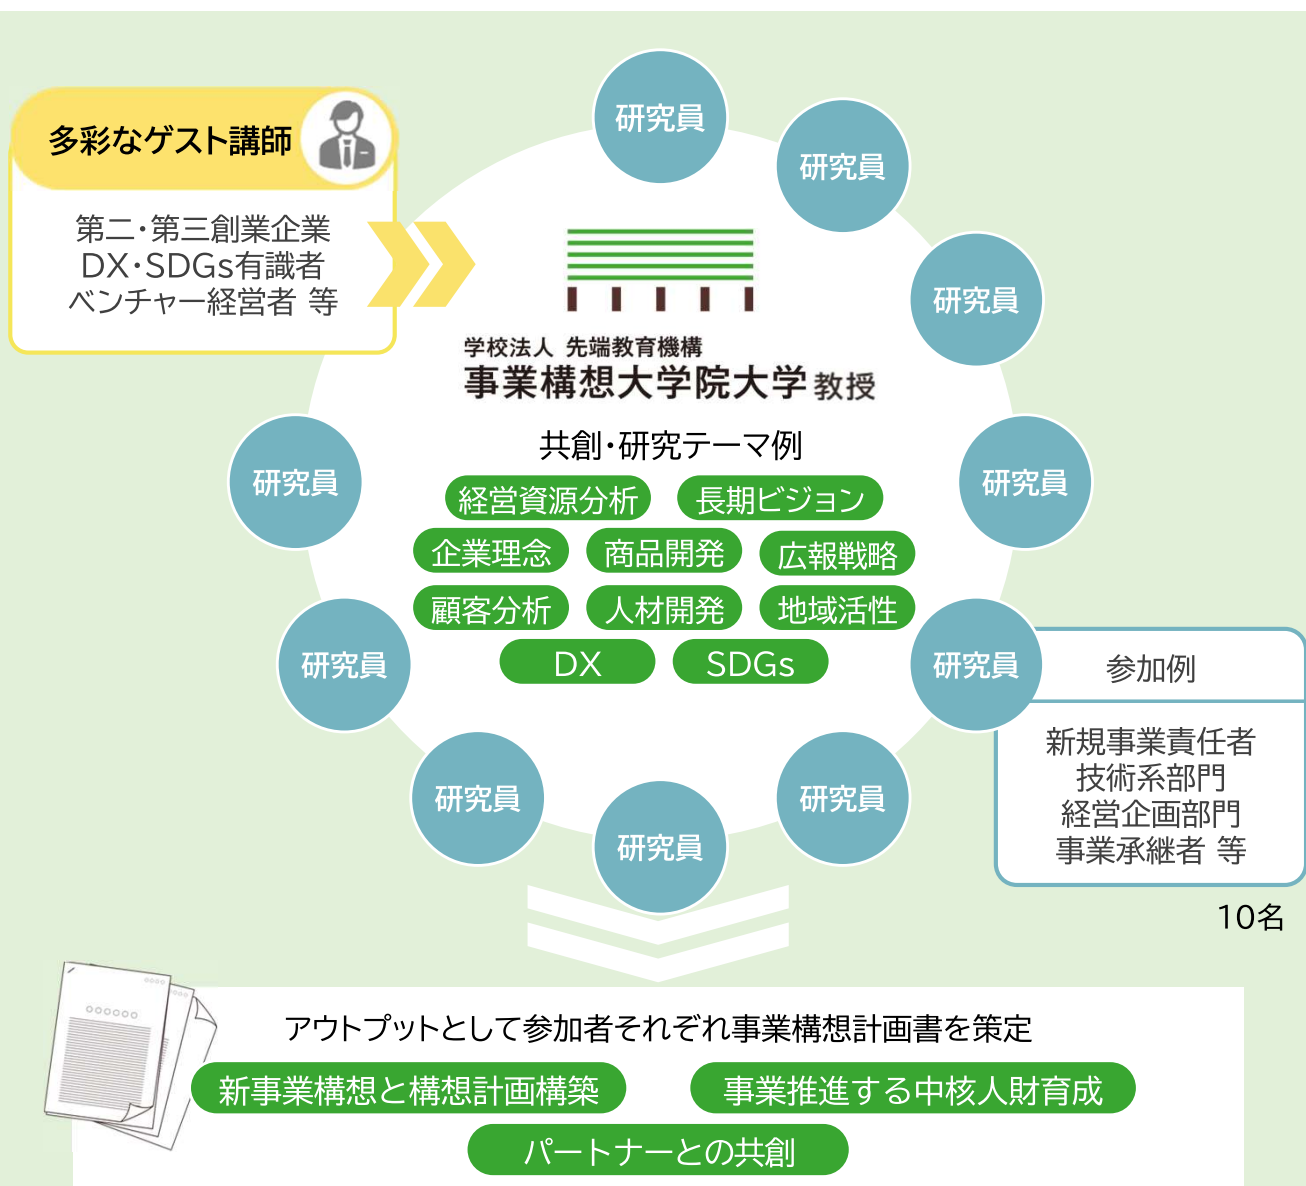 多彩なゲスト講師
第二・第三創業企業
DX・SDGs有識者
ベンチャー経営者 等
研究員
研究員
研究員
研究員
研究員
研究員
研究員
研究員
研究員
研究員
学校法人 先端教育機構
事業構想大学院大学 教授
共創・研究テーマ例
経営資源分析
長期ビジョン
企業理念
商品開発
広報戦略
顧客分析
人材開発
地域活性
DX
SDGs
参加例
新規事業責任者
技術系部門
経営企画部門
事業承継者 等
10名
アウトプットとして参加者それぞれ事業構想計画書を策定
新事業構想と構想計画構築
事業推進する中核人財育成
パートナーとの共創